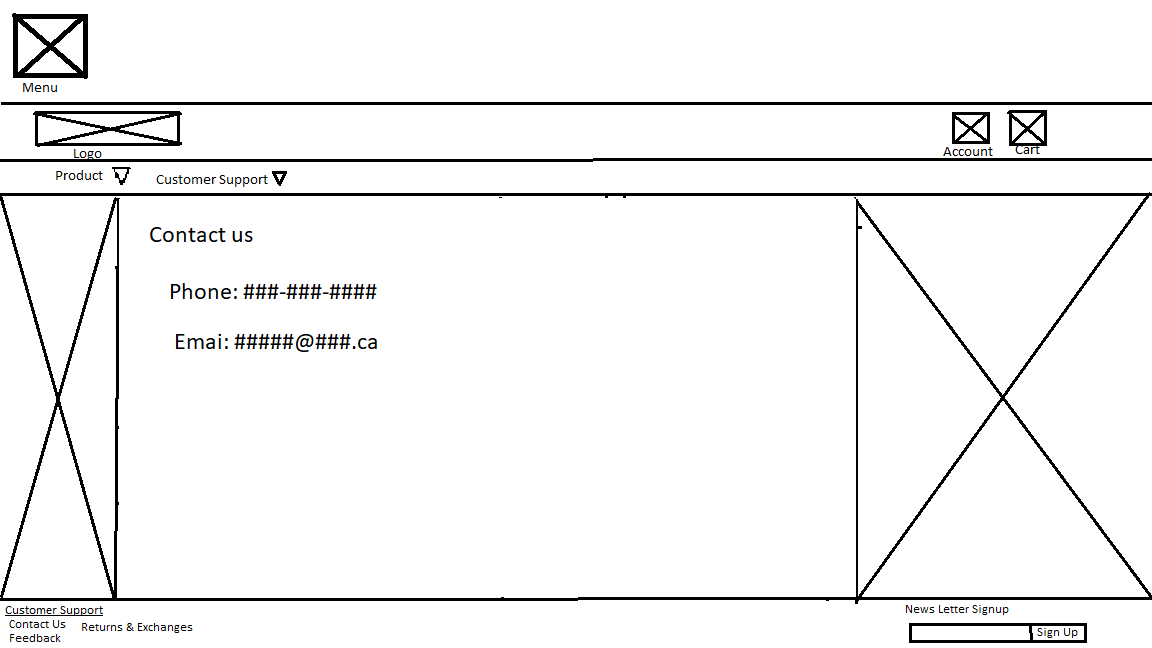 Menu
Logo
Account
Cart
Product
Customer Support
Contact us
Phone: ###-###-####
Emai: #####@###.ca
Customer Support
Contact Us
Feedback
Returns & Exchanges
News Letter Signup
Sign Up